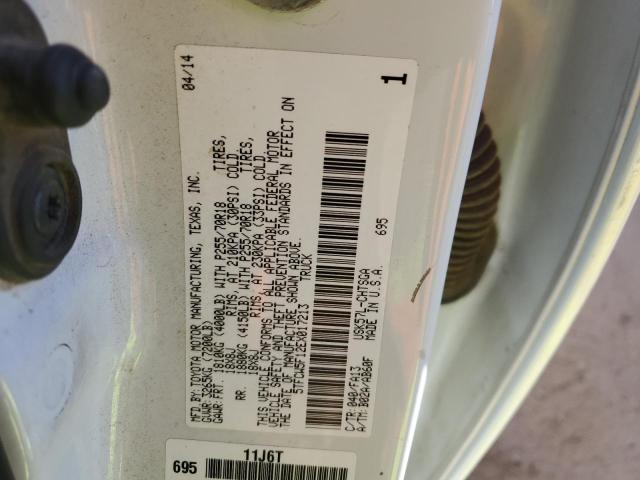 MFD.BY:TOYOTA MOTOR MANUFACTURING, TEXAS, INC. 04/14
GAWR 3265KG (7200LB)
GAWR: FRT. 1810KG (4000LB) WITH P255/70R18 TIRES,
18X8J RIMS, AT 210KPA (30PSI) COLD.
RR. 1880KG (4150LB) WITH P255/70R18 TIRES,
18X8J RIMS, AT 230KPA (33PSI) COLD.
THIS VEHICLE CONFORMS TO ALL APPLICABLE FEDERAL MOTOR
VEHICLE SAFETY AND THEFT PREVENTION STANDARDS IN EFFECT ON
THE DATE OF MANUFACTURE SHOWN ABOVE.
5TFCW5F12EX017213 TRUCK
C/TR: 040/FA13 USK57L-CHTSGA 695
A/TM: B02A/AB60F MADE IN U.S.A.
1
695 11J6T